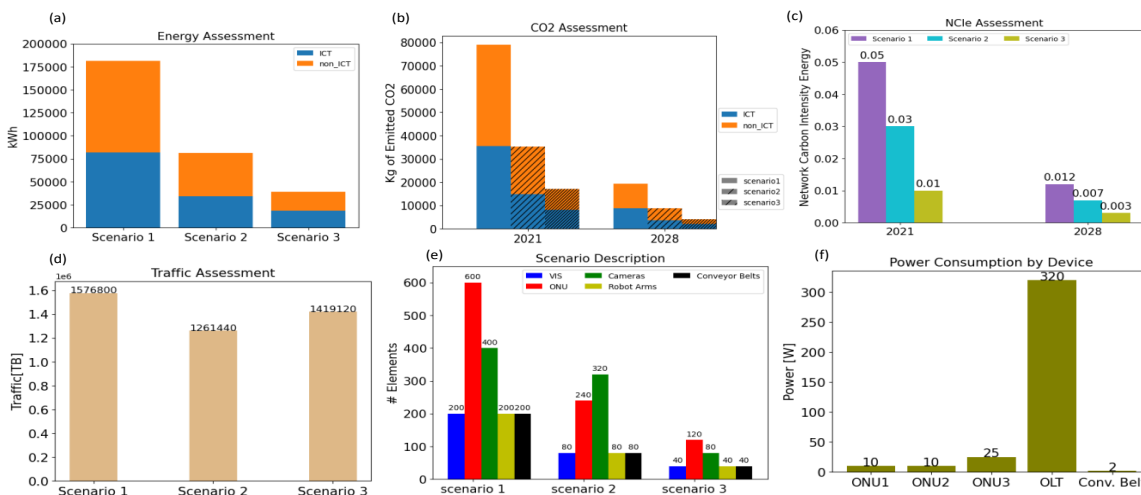 (a)
Energy Assessment
200000
175000
150000
125000
100000
75000
50000
25000
0
kWh
ICT
non_ICT
Scenario 1 Scenario 2 Scenario 3
(b)
CO2 Assessment
80000
70000
60000
50000
40000
30000
20000
10000
0
Kg of Emitted CO2
ICT
non_ICT
scenario1
scenario2
scenario3
2021 2028
(c)
NCIe Assessment
Scenario 1 Scenario 2 Scenario 3
0.06
0.05
0.04
0.03
0.02
0.01
0.00
Network Carbon Intensity Energy
0.05
0.03
0.01
0.012
0.007
0.003
2021 2028
(d)
Traffic Assessment
1e6
1.6
1.4
1.2
1.0
0.8
0.6
0.4
0.2
0.0
Traffic[TB]
1576800
1261440
1419120
Scenario 1 Scenario 2 Scenario 3
(e)
Scenario Description
VIS Cameras Conveyor Belts
ONU Robot Arms
600
500
400
300
200
100
0
# Elements
200 600 400 200 200
80 240 320 80 80
40 120 80 40 40
scenario 1 scenario 2 scenario 3
(f)
Power Consumption by Device
300
250
200
150
100
50
0
Power [W]
10 10 25 320 2
ONU1 ONU2 ONU3 OLT Conv. Bel